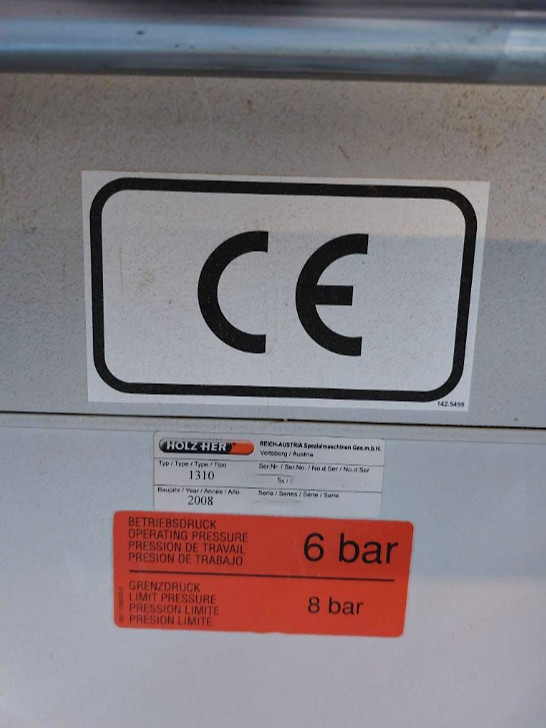 CE
142.5455
HOLZ-HER
REICH-AUSTRIA Spezialmaschinen Ges.m.b.H.
Voitsberg / Austria
Typ / Type / Type / Tipo
Ser.Nr. / Ser.No. / No.d.Ser / No.d.Ser
1310
Baujahr / Year / Année / Año
Serie / Series / Série / Serie
2008
BETRIEBSDRUCK
OPERATING PRESSURE
PRESSION DE TRAVAIL
PRESION DE TRABAJO
6 bar
GRENZDRUCK
LIMIT PRESSURE
PRESSION LIMITE
PRESION LIMITE
8 bar